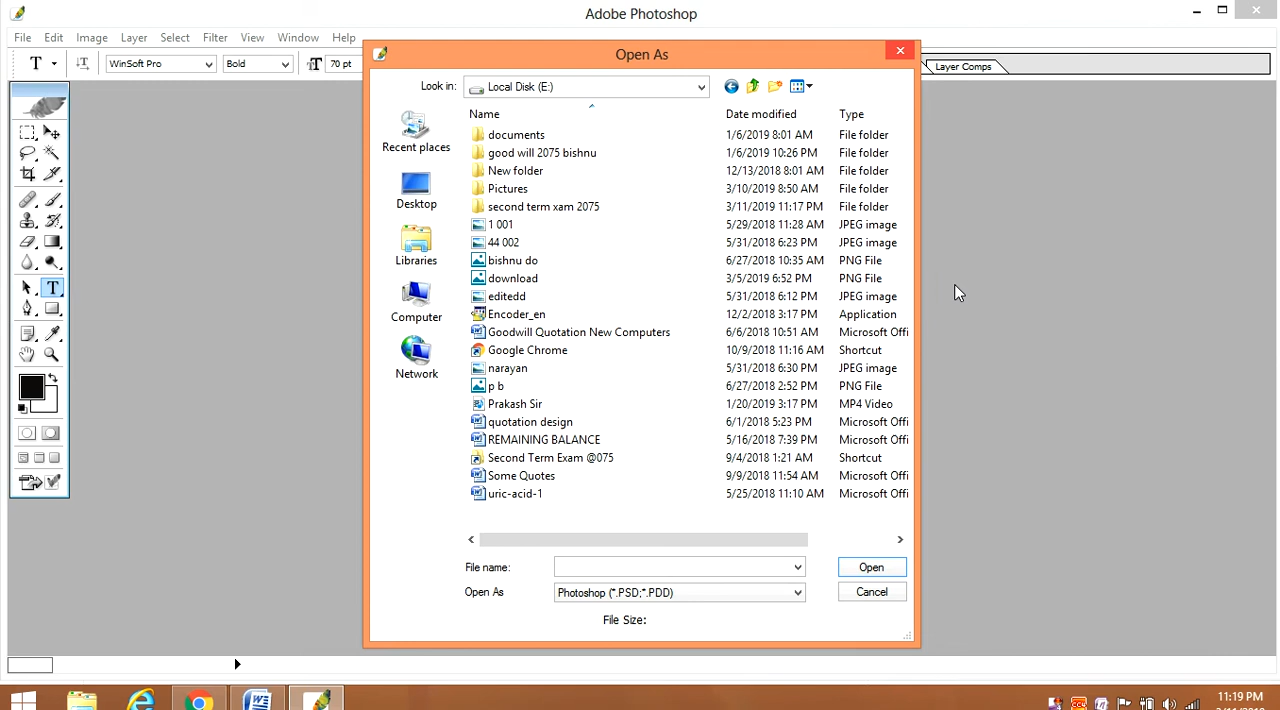 Adobe Photoshop
File Edit Image Layer Select Filter View Window Help
T WinSoft Pro Bold T 70 pt Layer Comps
Open As
Look in: Local Disk (E:)
Name Date modified Type
Recent places
Desktop
Libraries
Computer
Network
documents 1/6/2019 8:01 AM File folder
good will 2075 bishnu 1/6/2019 10:26 PM File folder
New folder 12/13/2018 8:01 AM File folder
Pictures 3/10/2019 8:50 AM File folder
second term xam 2075 3/11/2019 11:17 PM File folder
1 001 5/29/2018 11:28 AM JPEG image
44 002 5/31/2018 6:23 PM JPEG image
bishnu do 6/27/2018 10:35 AM PNG File
download 3/5/2019 6:52 PM PNG File
editedd 5/31/2018 6:12 PM JPEG image
Encoder_en 12/2/2018 3:17 PM Application
Goodwill Quotation New Computers 6/6/2018 10:51 AM Microsoft Offi
Google Chrome 10/9/2018 11:16 AM Shortcut
narayan 5/31/2018 6:30 PM JPEG image
p b 6/27/2018 2:52 PM PNG File
Prakash Sir 1/20/2019 3:17 PM MP4 Video
quotation design 6/1/2018 5:23 PM Microsoft Offi
REMAINING BALANCE 5/16/2018 7:39 PM Microsoft Offi
Second Term Exam @075 9/4/2018 1:21 AM Shortcut
Some Quotes 9/9/2018 11:54 AM Microsoft Offi
uric-acid-1 5/25/2018 11:10 AM Microsoft Offi
File name: Open
Open As Photoshop (*.PSD;*.PDD) Cancel
File Size:
11:19 PM